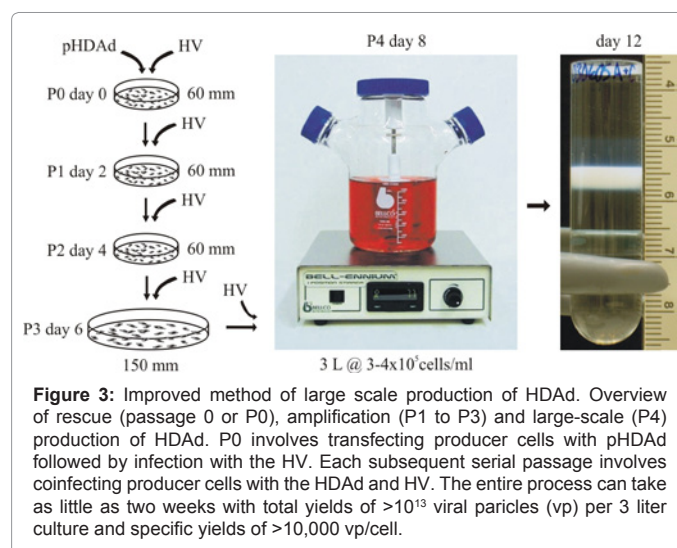 pHDAd HV P4 day 8 day 12
P0 day 0 60 mm
HV
P1 day 2 60 mm
HV
P2 day 4 60 mm
HV
HV
P3 day 6
150 mm
BELL-ENNIUM
bellco
3 L @ 3-4x10⁵cells/ml
4
5
6
7
8
Figure 3: Improved method of large scale production of HDAd. Overview
of rescue (passage 0 or P0), amplification (P1 to P3) and large-scale (P4)
production of HDAd. P0 involves transfecting producer cells with pHDAd
followed by infection with the HV. Each subsequent serial passage involves
coinfecting producer cells with the HDAd and HV. The entire process can take
as little as two weeks with total yields of >10¹³ viral paricles (vp) per 3 liter
culture and specific yields of >10,000 vp/cell.